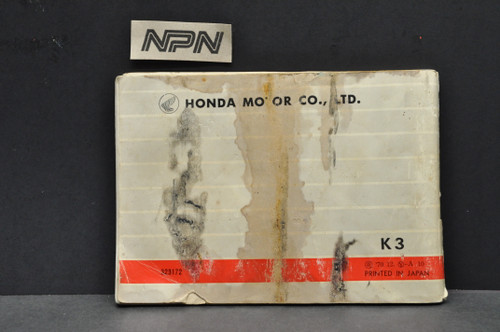 NPN
HONDA MOTOR CO., LTD.
K3
PRINTED IN JAPAN